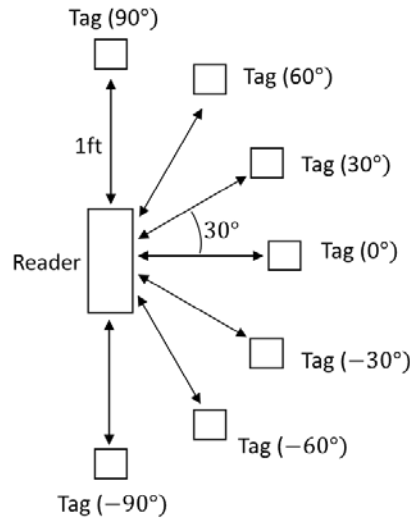 Tag (90°)
Tag (60°)
1ft
Tag (30°)
30°
Tag (0°)
Reader
Tag (−30°)
Tag (−60°)
Tag (−90°)